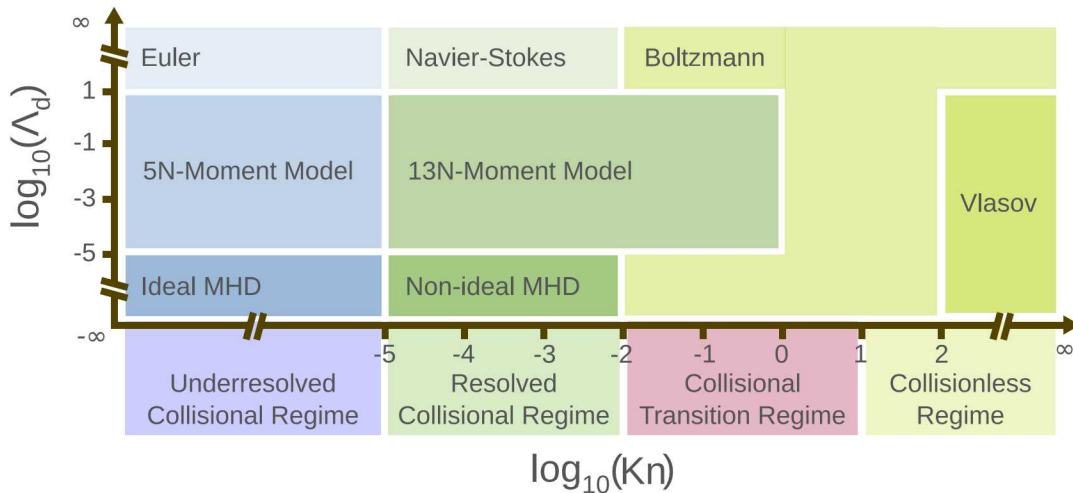 ∞
Euler
Navier-Stokes
Boltzmann
1
-1
5N-Moment Model
13N-Moment Model
-3
Vlasov
-5
Ideal MHD
Non-ideal MHD
-∞
log10(Λd)
-5
-4
-3
-2
-1
0
1
2
∞
Underresolved
Collisional Regime
Resolved
Collisional Regime
Collisional
Transition Regime
Collisionless
Regime
log10(Kn)